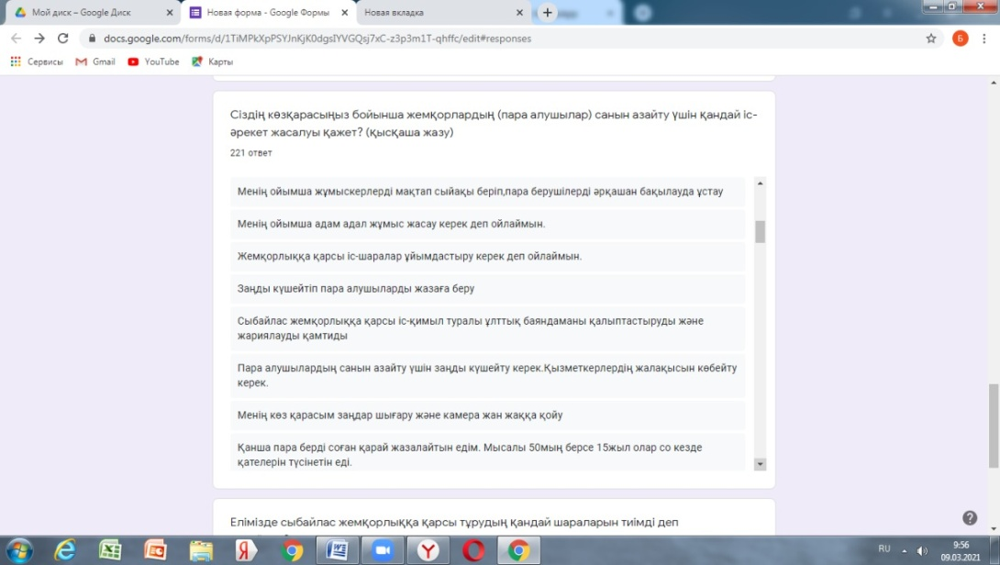 Мой диск – Google Диск
Новая форма - Google Формы
Новая вкладка
docs.google.com/forms/d/1TiMPkXpPSYJnKjK0dgsIYVGQsj7xC-z3p3m1T-qhffc/edit#responses
б
Сервисы
Gmail
YouTube
Карты
Сіздің көзқарасыңыз бойынша жемқорлардың (пара алушылар) санын азайту үшін қандай іс-
әрекет жасалуы қажет? (қысқаша жазу)
221 ответ
Менің ойымша жұмыскерлерді мақтап сыйақы беріп,пара берушілерді әрқашан бақылауда ұстау
Менің ойымша адам адал жұмыс жасау керек деп ойлаймын.
Жемқорлыққа қарсы іс-шаралар ұйымдастыру керек деп ойлаймын.
Заңды күшейтіп пара алушыларды жазаға беру
Сыбайлас жемқорлыққа қарсы іс-қимыл туралы ұлттық баяндаманы қалыптастыруды және
жариялауды қамтиды
Пара алушылардың санын азайту үшін заңды күшейту керек.Қызметкерлердің жалақысын көбейту
керек.
Менің көз қарасым заңдар шығару және камера жан жаққа қойу
Қанша пара берді соған қарай жазалайтын едім. Мысалы 50мың берсе 15жыл олар со кезде
қателерін түсінетін еді.
Елімізде сыбайлас жемқорлыққа қарсы тұрудың қандай шараларын тиімді деп
RU
9:56
09.03.2021